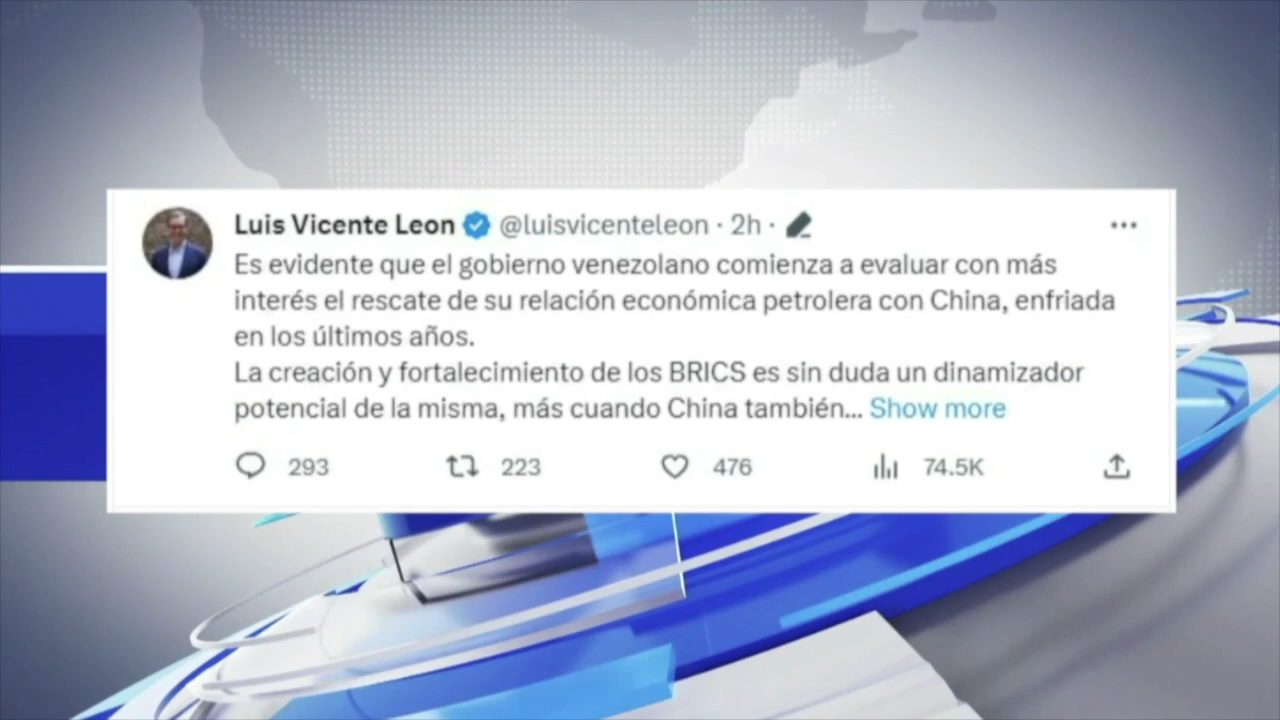 Luis Vicente Leon @luisvicenteleon · 2h ·
Es evidente que el gobierno venezolano comienza a evaluar con más
interés el rescate de su relación económica petrolera con China, enfriada
en los últimos años.
La creación y fortalecimiento de los BRICS es sin duda un dinamizador
potencial de la misma, más cuando China también... Show more
293 223 476 74.5K